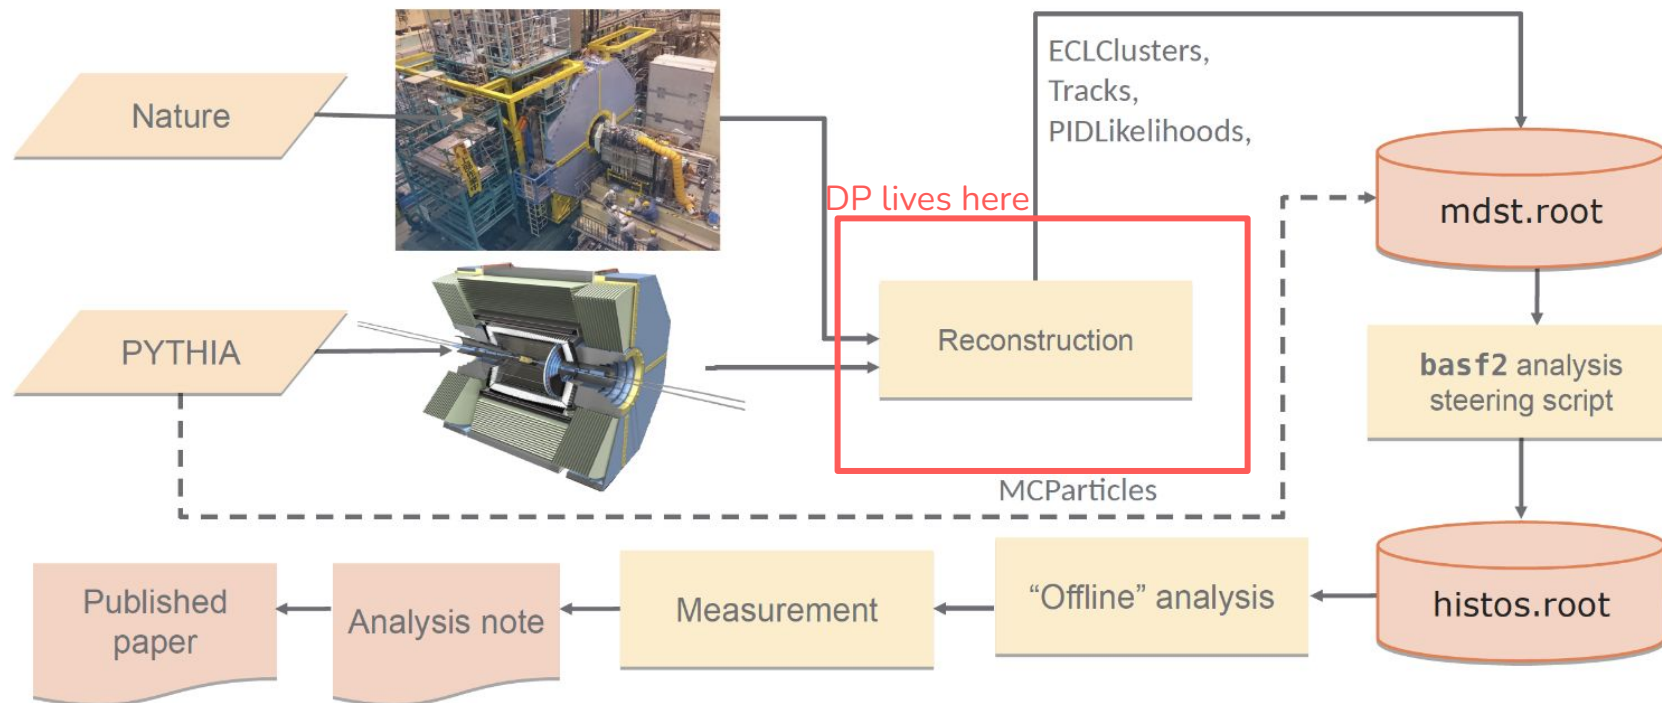 Nature
ECLClusters,
Tracks,
PIDLikelihoods,
DP lives here
mdst.root
PYTHIA
Reconstruction
basf2 analysis
steering script
MCParticles
Published
paper
Analysis note
Measurement
“Offline” analysis
histos.root